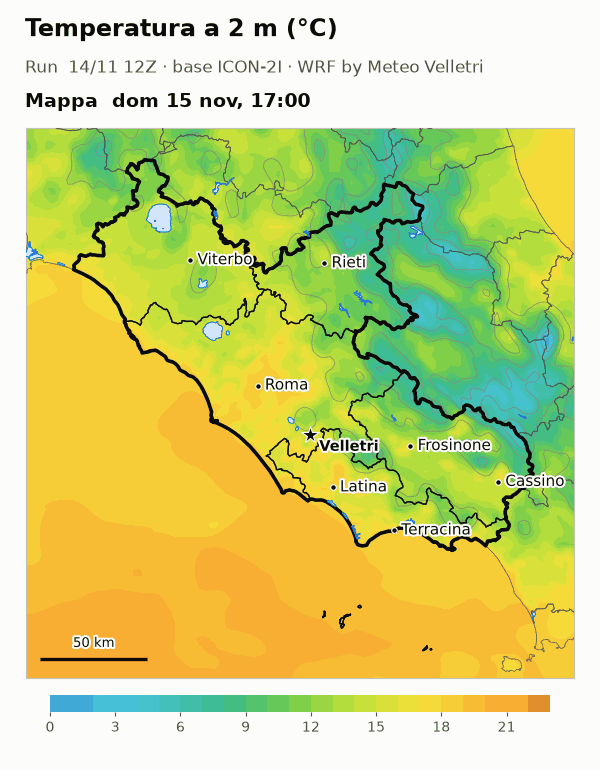 Temperatura a 2 m (°C)
Run 14/11 12Z · base ICON-2I · WRF by Meteo Velletri
Mappa dom 15 nov, 17:00
Viterbo
Rieti
Roma
Velletri
Frosinone
Cassino
Latina
Terracina
50 km
0 3 6 9 12 15 18 21